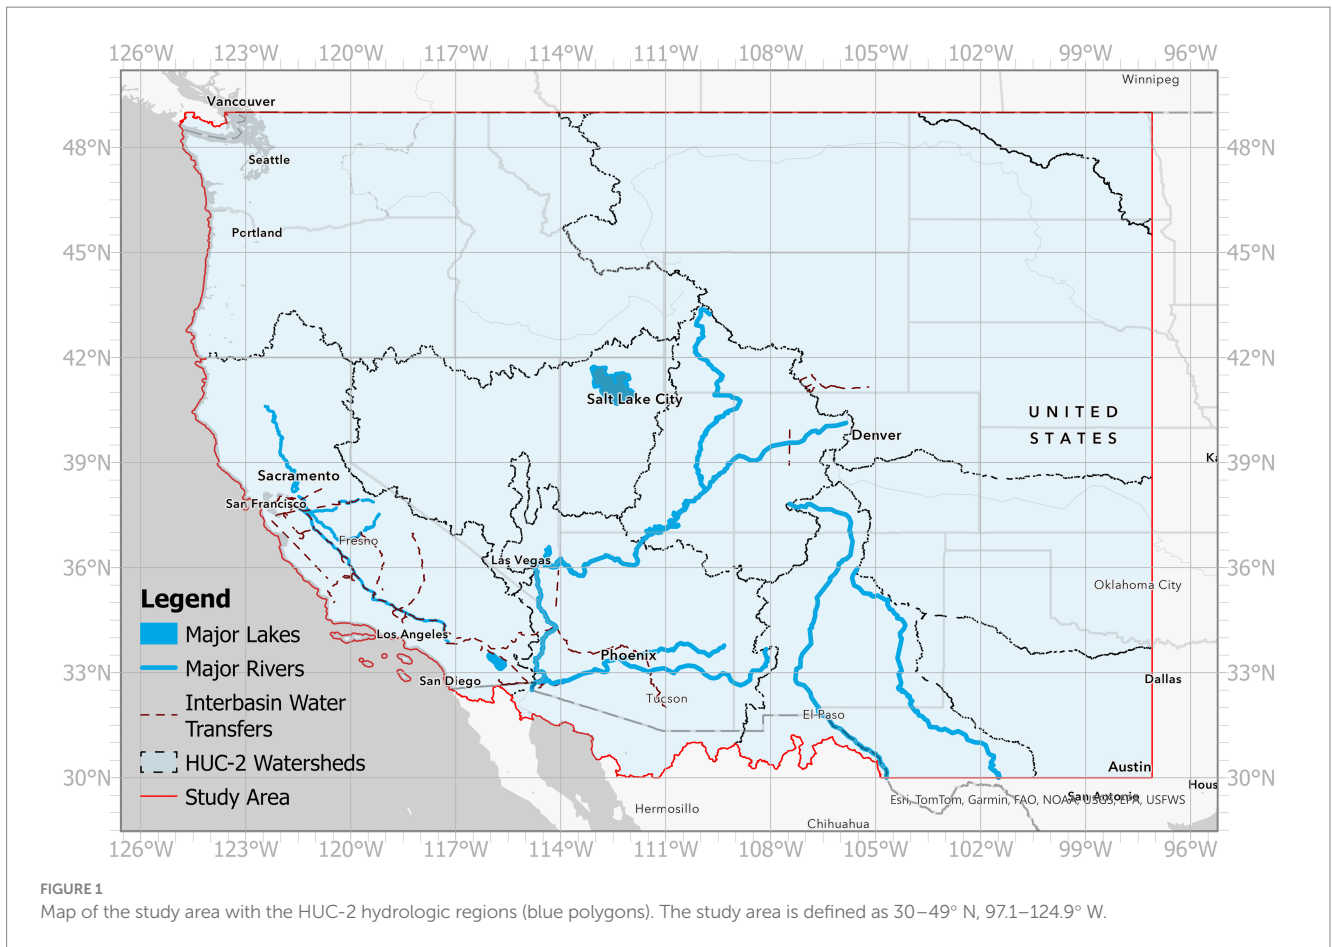 126°W 123°W 120°W 117°W 114°W 111°W 108°W 105°W 102°W 99°W 96°W
Winnipeg
Vancouver
48°N 48°N
Seattle
Portland
45°N 45°N
42°N 42°N
Salt Lake City
UNITED
STATES
Denver
39°N Ka 39°N
Sacramento
San Francisco
Fresno
Las Vegas
36°N 36°N
Oklahoma City
Legend
Major Lakes
Los Angeles
Phoenix
Major Rivers
33°N 33°N
San Diego
Dallas
Tucson
Interbasin Water
Transfers
El Paso
HUC-2 Watersheds
Austin
30°N 30°N
Hous
Study Area
San Antonio
Esri, TomTom, Garmin, FAO, NOAA, USGS, EPA, USFWS
Hermosillo
Chihuahua
126°W 123°W 120°W 117°W 114°W 111°W 108°W 105°W 102°W 99°W 96°W
FIGURE 1
Map of the study area with the HUC-2 hydrologic regions (blue polygons). The study area is defined as 30–49° N, 97.1–124.9° W.